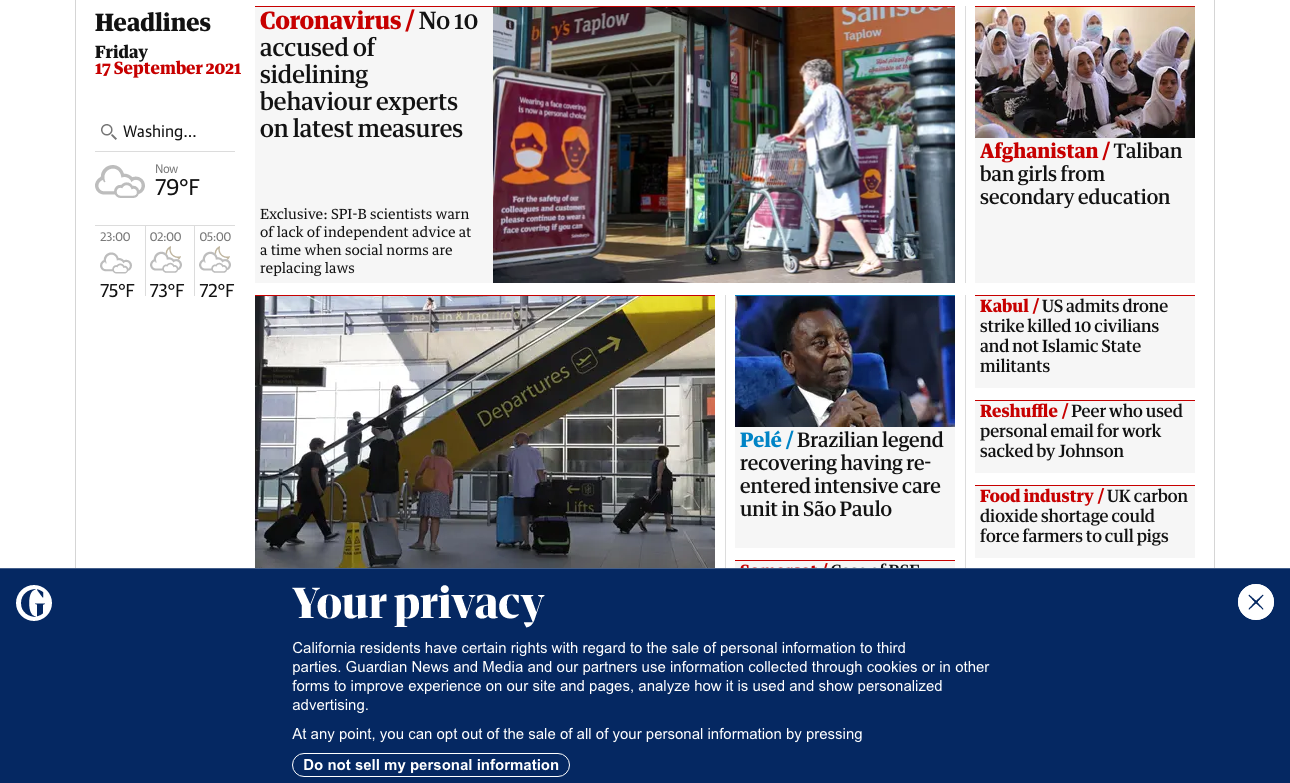 Headlines
Friday
17 September 2021
Washing...
Now
79°F
23:00
02:00
05:00
75°F
73°F
72°F
Coronavirus / No 10
accused of
sidelining
behaviour experts
on latest measures
Exclusive: SPI-B scientists warn
of lack of independent advice at
a time when social norms are
replacing laws
Taplow
Sainsbu
Taplow
Wearing a face covering
is now a personal choice
For the safety of our
colleagues and customers
please continue to wear a
face covering if you can
Afghanistan / Taliban
ban girls from
secondary education
Departures
Lifts
Pelé / Brazilian legend
recovering having re-
entered intensive care
unit in São Paulo
Kabul / US admits drone
strike killed 10 civilians
and not Islamic State
militants
Reshuffle / Peer who used
personal email for work
sacked by Johnson
Food industry / UK carbon
dioxide shortage could
force farmers to cull pigs
G
Your privacy
California residents have certain rights with regard to the sale of personal information to third
parties. Guardian News and Media and our partners use information collected through cookies or in other
forms to improve experience on our site and pages, analyze how it is used and show personalized
advertising.
At any point, you can opt out of the sale of all of your personal information by pressing
Do not sell my personal information